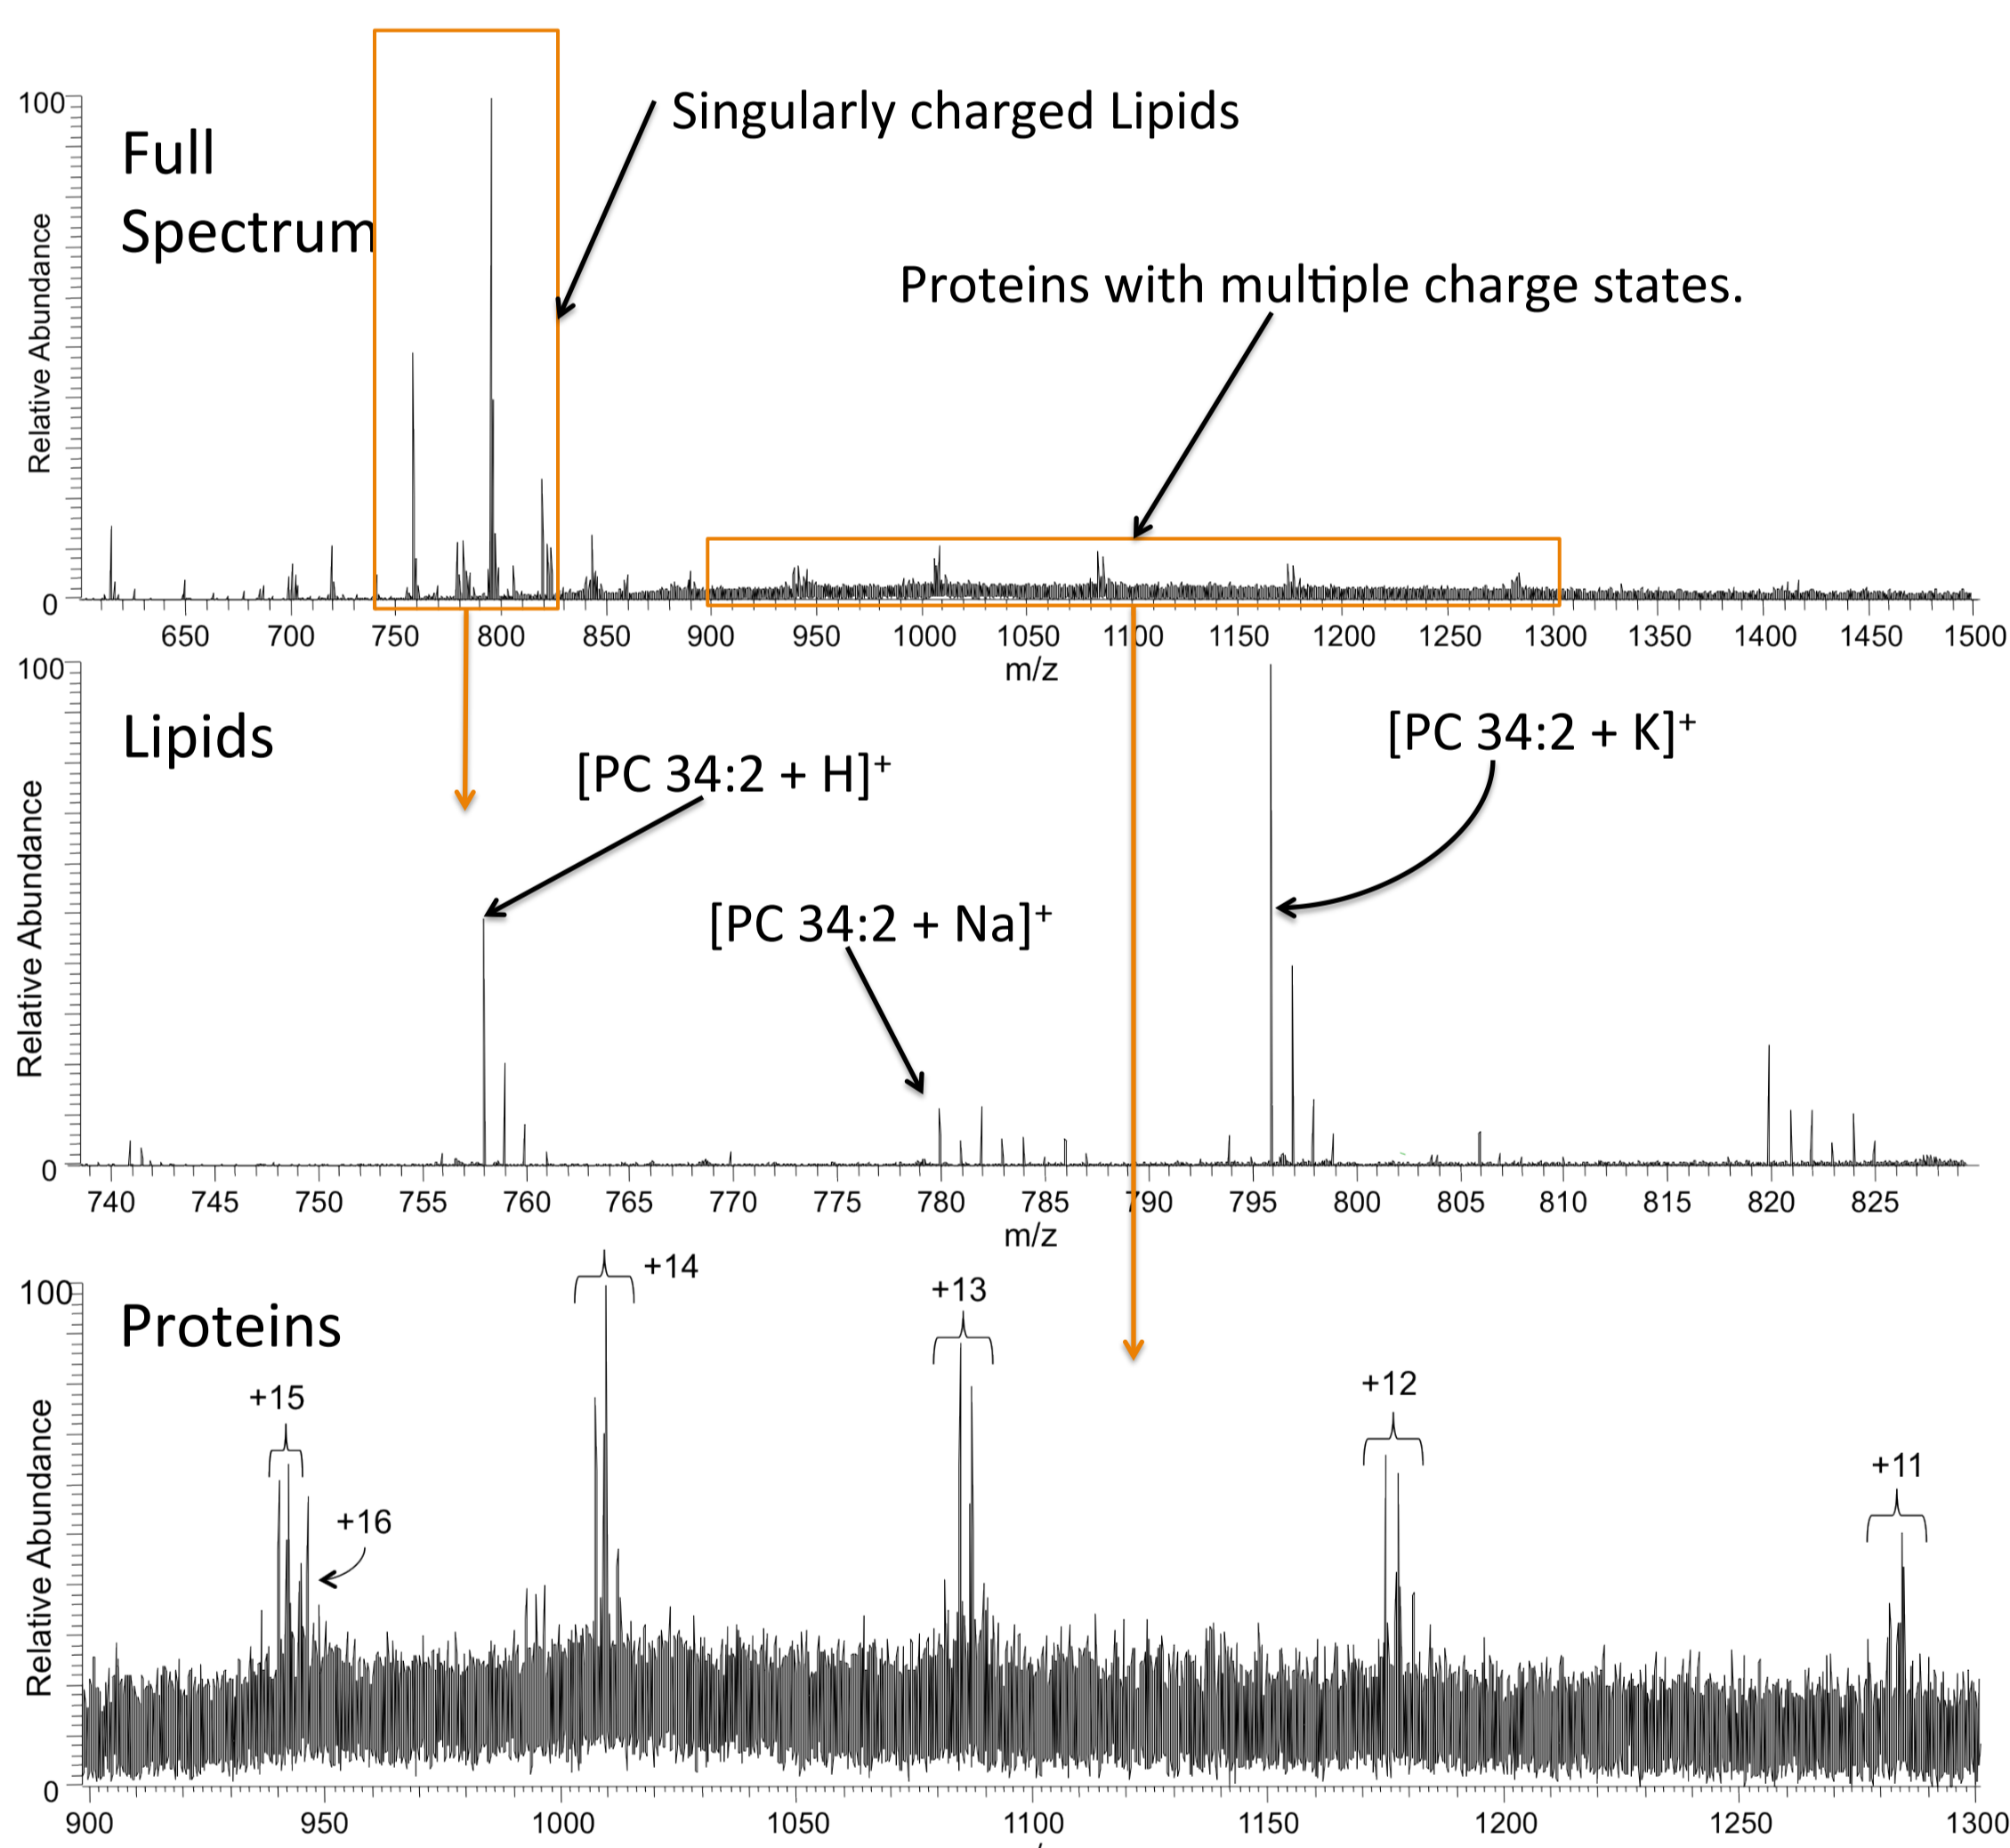 Singularly charged Lipids
100
Full
Spectrum
Proteins with multiple charge states.
Relative Abundance
0
650 700 750 800 850 900 950 1000 1050 1100 1150 1200 1250 1300 1350 1400 1450 1500
m/z
100
Lipids
[PC 34:2 + H]⁺
[PC 34:2 + Na]⁺
[PC 34:2 + K]⁺
Relative Abundance
0
740 745 750 755 760 765 770 775 780 785 790 795 800 805 810 815 820 825
m/z
100
Proteins
+15
+16
+14
+13
+12
+11
Relative Abundance
0
900 950 1000 1050 1100 1150 1200 1250 1300